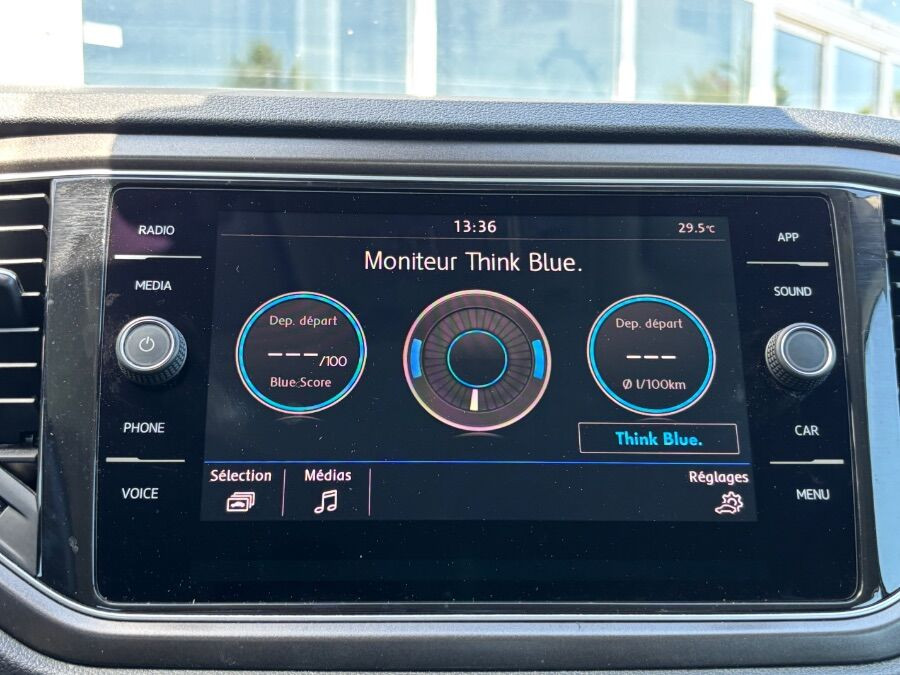 13:36
29.5°C
Moniteur Think Blue.
RADIO
MEDIA
PHONE
VOICE
Dep. départ
---/100
Blue Score
Dep. départ
---
Ø l/100km
Think Blue.
Sélection
Médias
Réglages
APP
SOUND
CAR
MENU